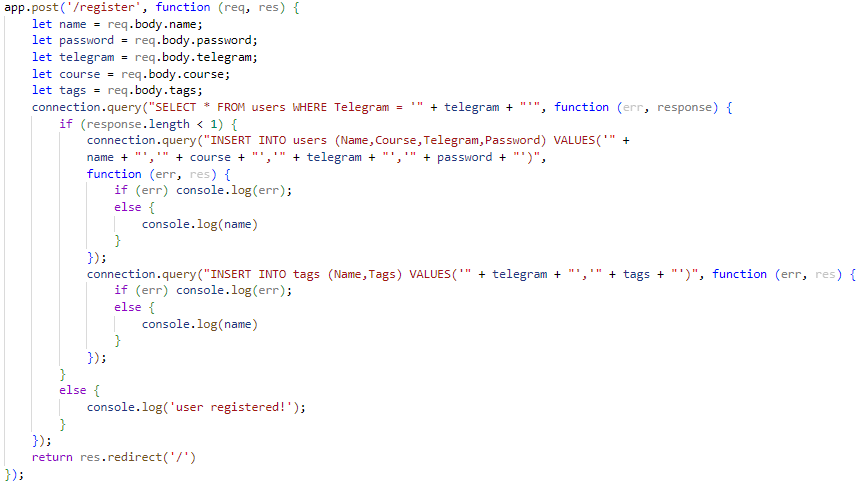 app.post('/register', function (req, res) {
    let name = req.body.name;
    let password = req.body.password;
    let telegram = req.body.telegram;
    let course = req.body.course;
    let tags = req.body.tags;
    connection.query("SELECT * FROM users WHERE Telegram = '" + telegram + "'", function (err, response) {
        if (response.length < 1) {
            connection.query("INSERT INTO users (Name,Course,Telegram,Password) VALUES('" +
            name + "','" + course + "','" + telegram + "','" + password + "')",
            function (err, res) {
                if (err) console.log(err);
                else {
                    console.log(name)
                }
            });
            connection.query("INSERT INTO tags (Name,Tags) VALUES('" + telegram + "','" + tags + "')", function (err, res) {
                if (err) console.log(err);
                else {
                    console.log(name)
                }
            });
        }
        else {
            console.log('user registered!');
        }
    });
    return res.redirect('/')
});